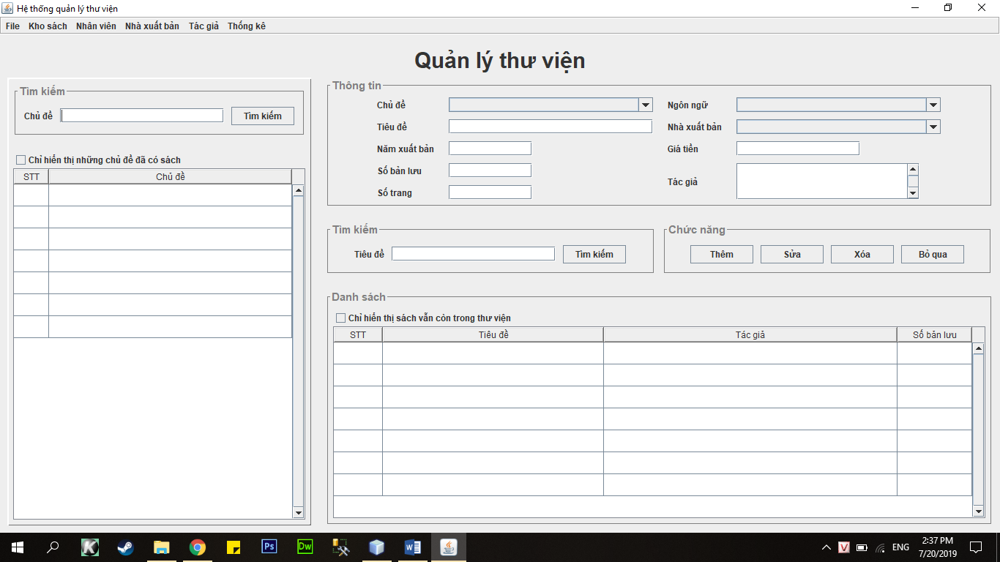 Hệ thống quản lý thư viện
File Kho sách Nhân viên Nhà xuất bản Tác giả Thống kê
Quản lý thư viện
Tìm kiếm
Chủ đề
Tìm kiếm
Chỉ hiển thị những chủ đề đã có sách
STT Chủ đề
Thông tin
Chủ đề
Ngôn ngữ
Tiêu đề
Nhà xuất bản
Năm xuất bản
Giá tiền
Số bản lưu
Tác giả
Số trang
Tìm kiếm
Tiêu đề
Tìm kiếm
Chức năng
Thêm Sửa Xóa Bỏ qua
Danh sách
Chỉ hiển thị sách vẫn còn trong thư viện
STT Tiêu đề Tác giả Số bản lưu
K
Ps
Dw
W
V
ENG
2:37 PM
7/20/2019